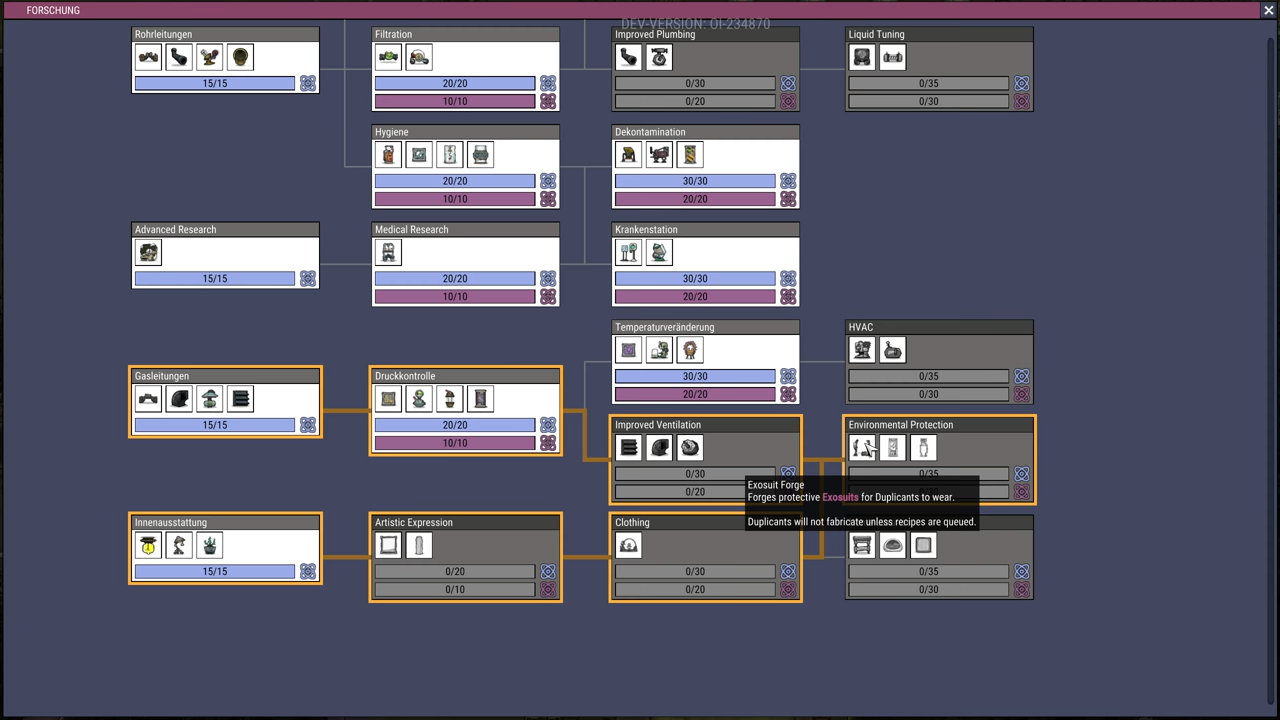 FORSCHUNG
DEV-VERSION: OI-234870
Rohrleitungen
15/15
Filtration
20/20
10/10
Improved Plumbing
0/30
0/20
Liquid Tuning
0/35
0/30
Hygiene
20/20
10/10
Dekontamination
30/30
20/20
Advanced Research
15/15
Medical Research
20/20
10/10
Krankenstation
30/30
20/20
Temperaturveränderung
30/30
20/20
HVAC
0/35
0/30
Gasleitungen
15/15
Druckkontrolle
20/20
10/10
Improved Ventilation
0/30
0/20
Environmental Protection
0/35
Exosuit Forge
Forges protective Exosuits for Duplicants to wear.
Duplicants will not fabricate unless recipes are queued.
Innenausstattung
15/15
Artistic Expression
0/20
0/10
Clothing
0/30
0/20
0/35
0/30